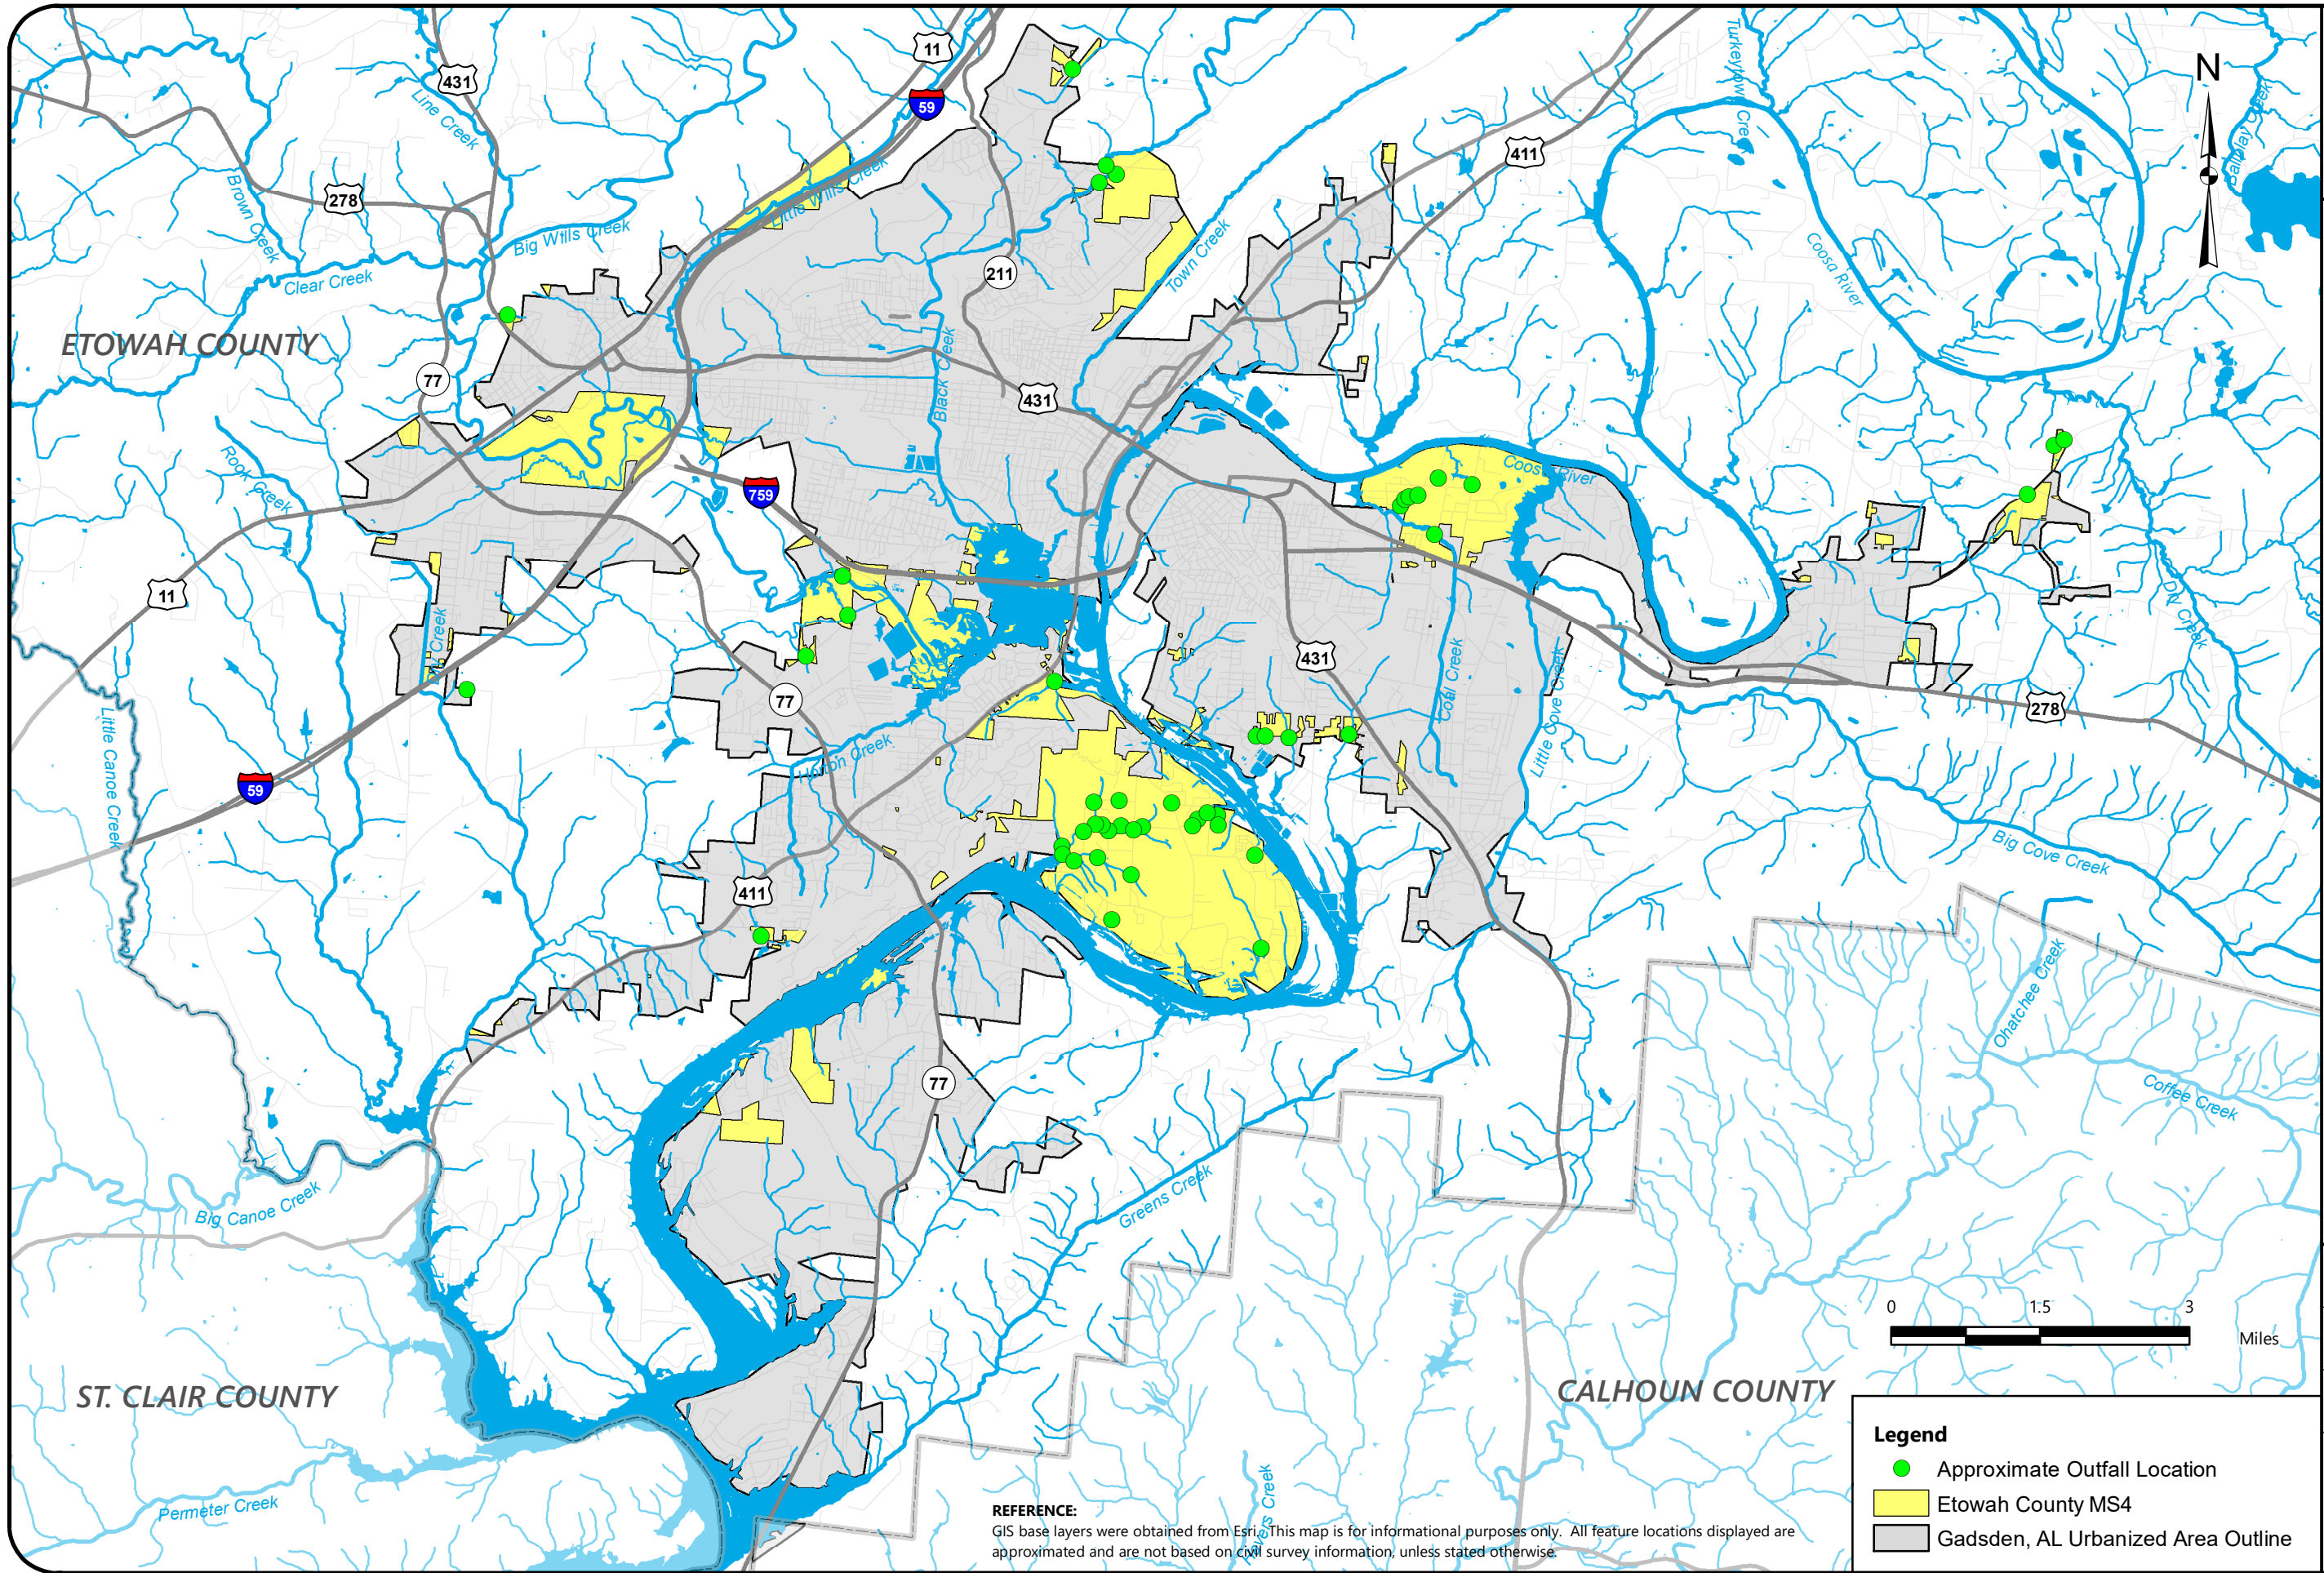 11
431
59
N
Turkeytown Creek
Ballplay Creek
Line Creek
411
278
Brown Creek
Little Wills Creek
Big Wills Creek
Clear Creek
211
Town Creek
Coosa River
ETOWAH COUNTY
77
Black Creek
431
Rook Creek
759
Coosa River
11
Creek
Dry Creek
431
Coal Creek
Little Cove Creek
77
278
Little Canoe Creek
Horton Creek
59
Big Cove Creek
411
Ohatchee Creek
77
Coffee Creek
Greens Creek
Big Canoe Creek
0 1.5 3
Miles
ST. CLAIR COUNTY
CALHOUN COUNTY
Permeter Creek
Creek
REFERENCE:
GIS base layers were obtained from Esri. This map is for informational purposes only. All feature locations displayed are
approximated and are not based on civil survey information, unless stated otherwise.
Legend
Approximate Outfall Location
Etowah County MS4
Gadsden, AL Urbanized Area Outline